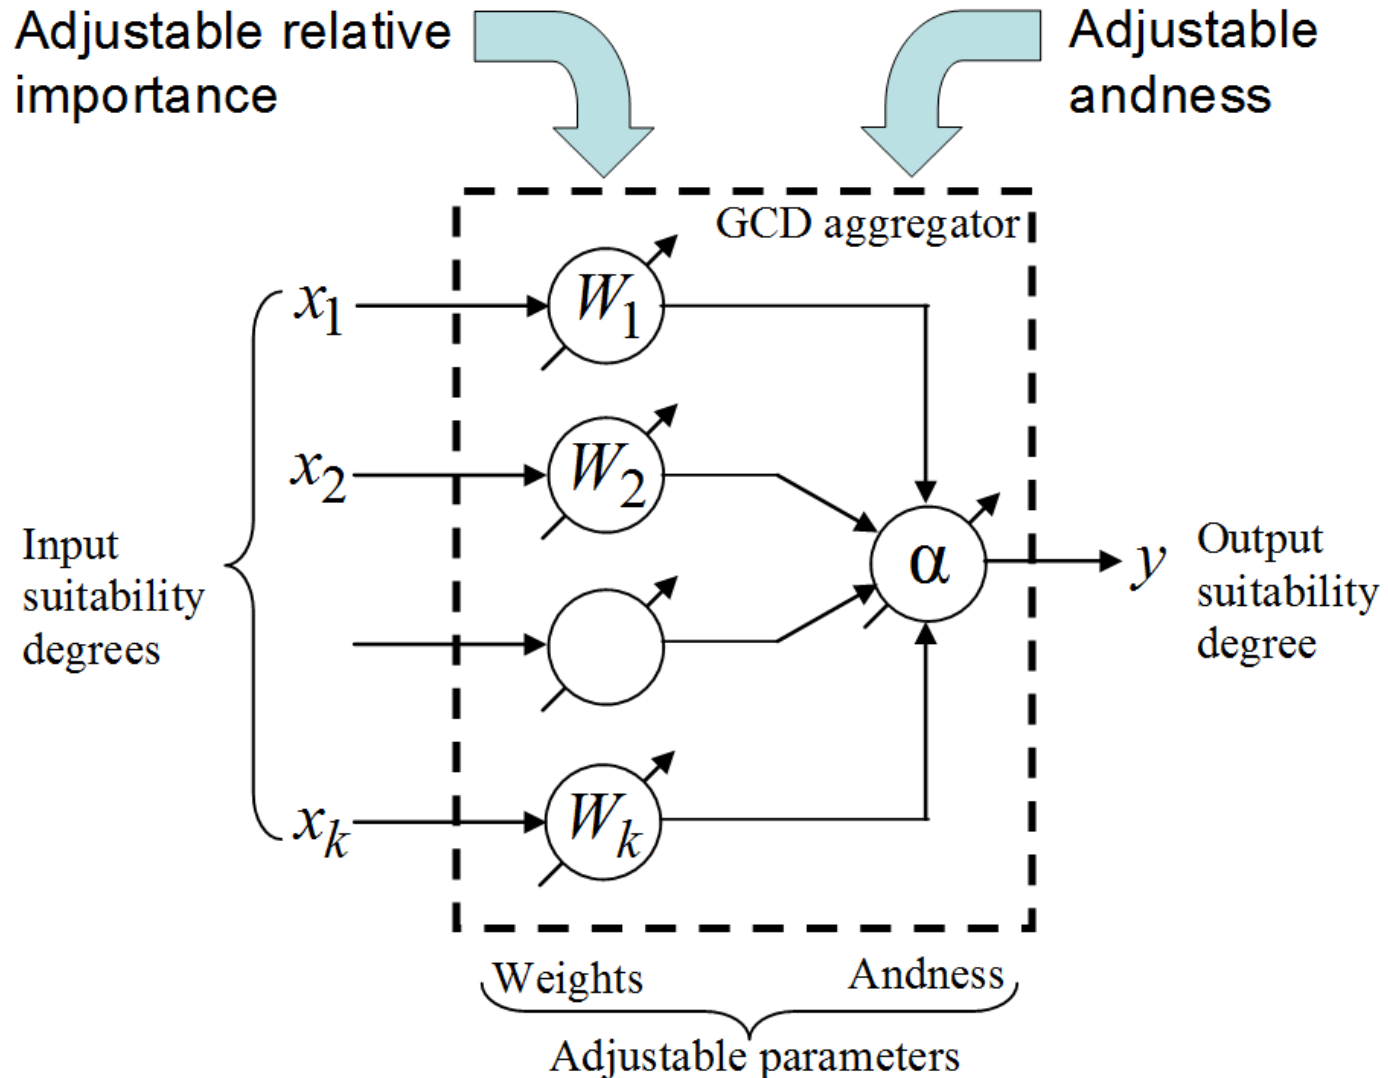 Adjustable relative
importance
Adjustable
andness
GCD aggregator
x1
W1
x2
W2
Input
suitability
degrees
α
y
Output
suitability
degree
xk
Wk
Weights
Andness
Adjustable parameters